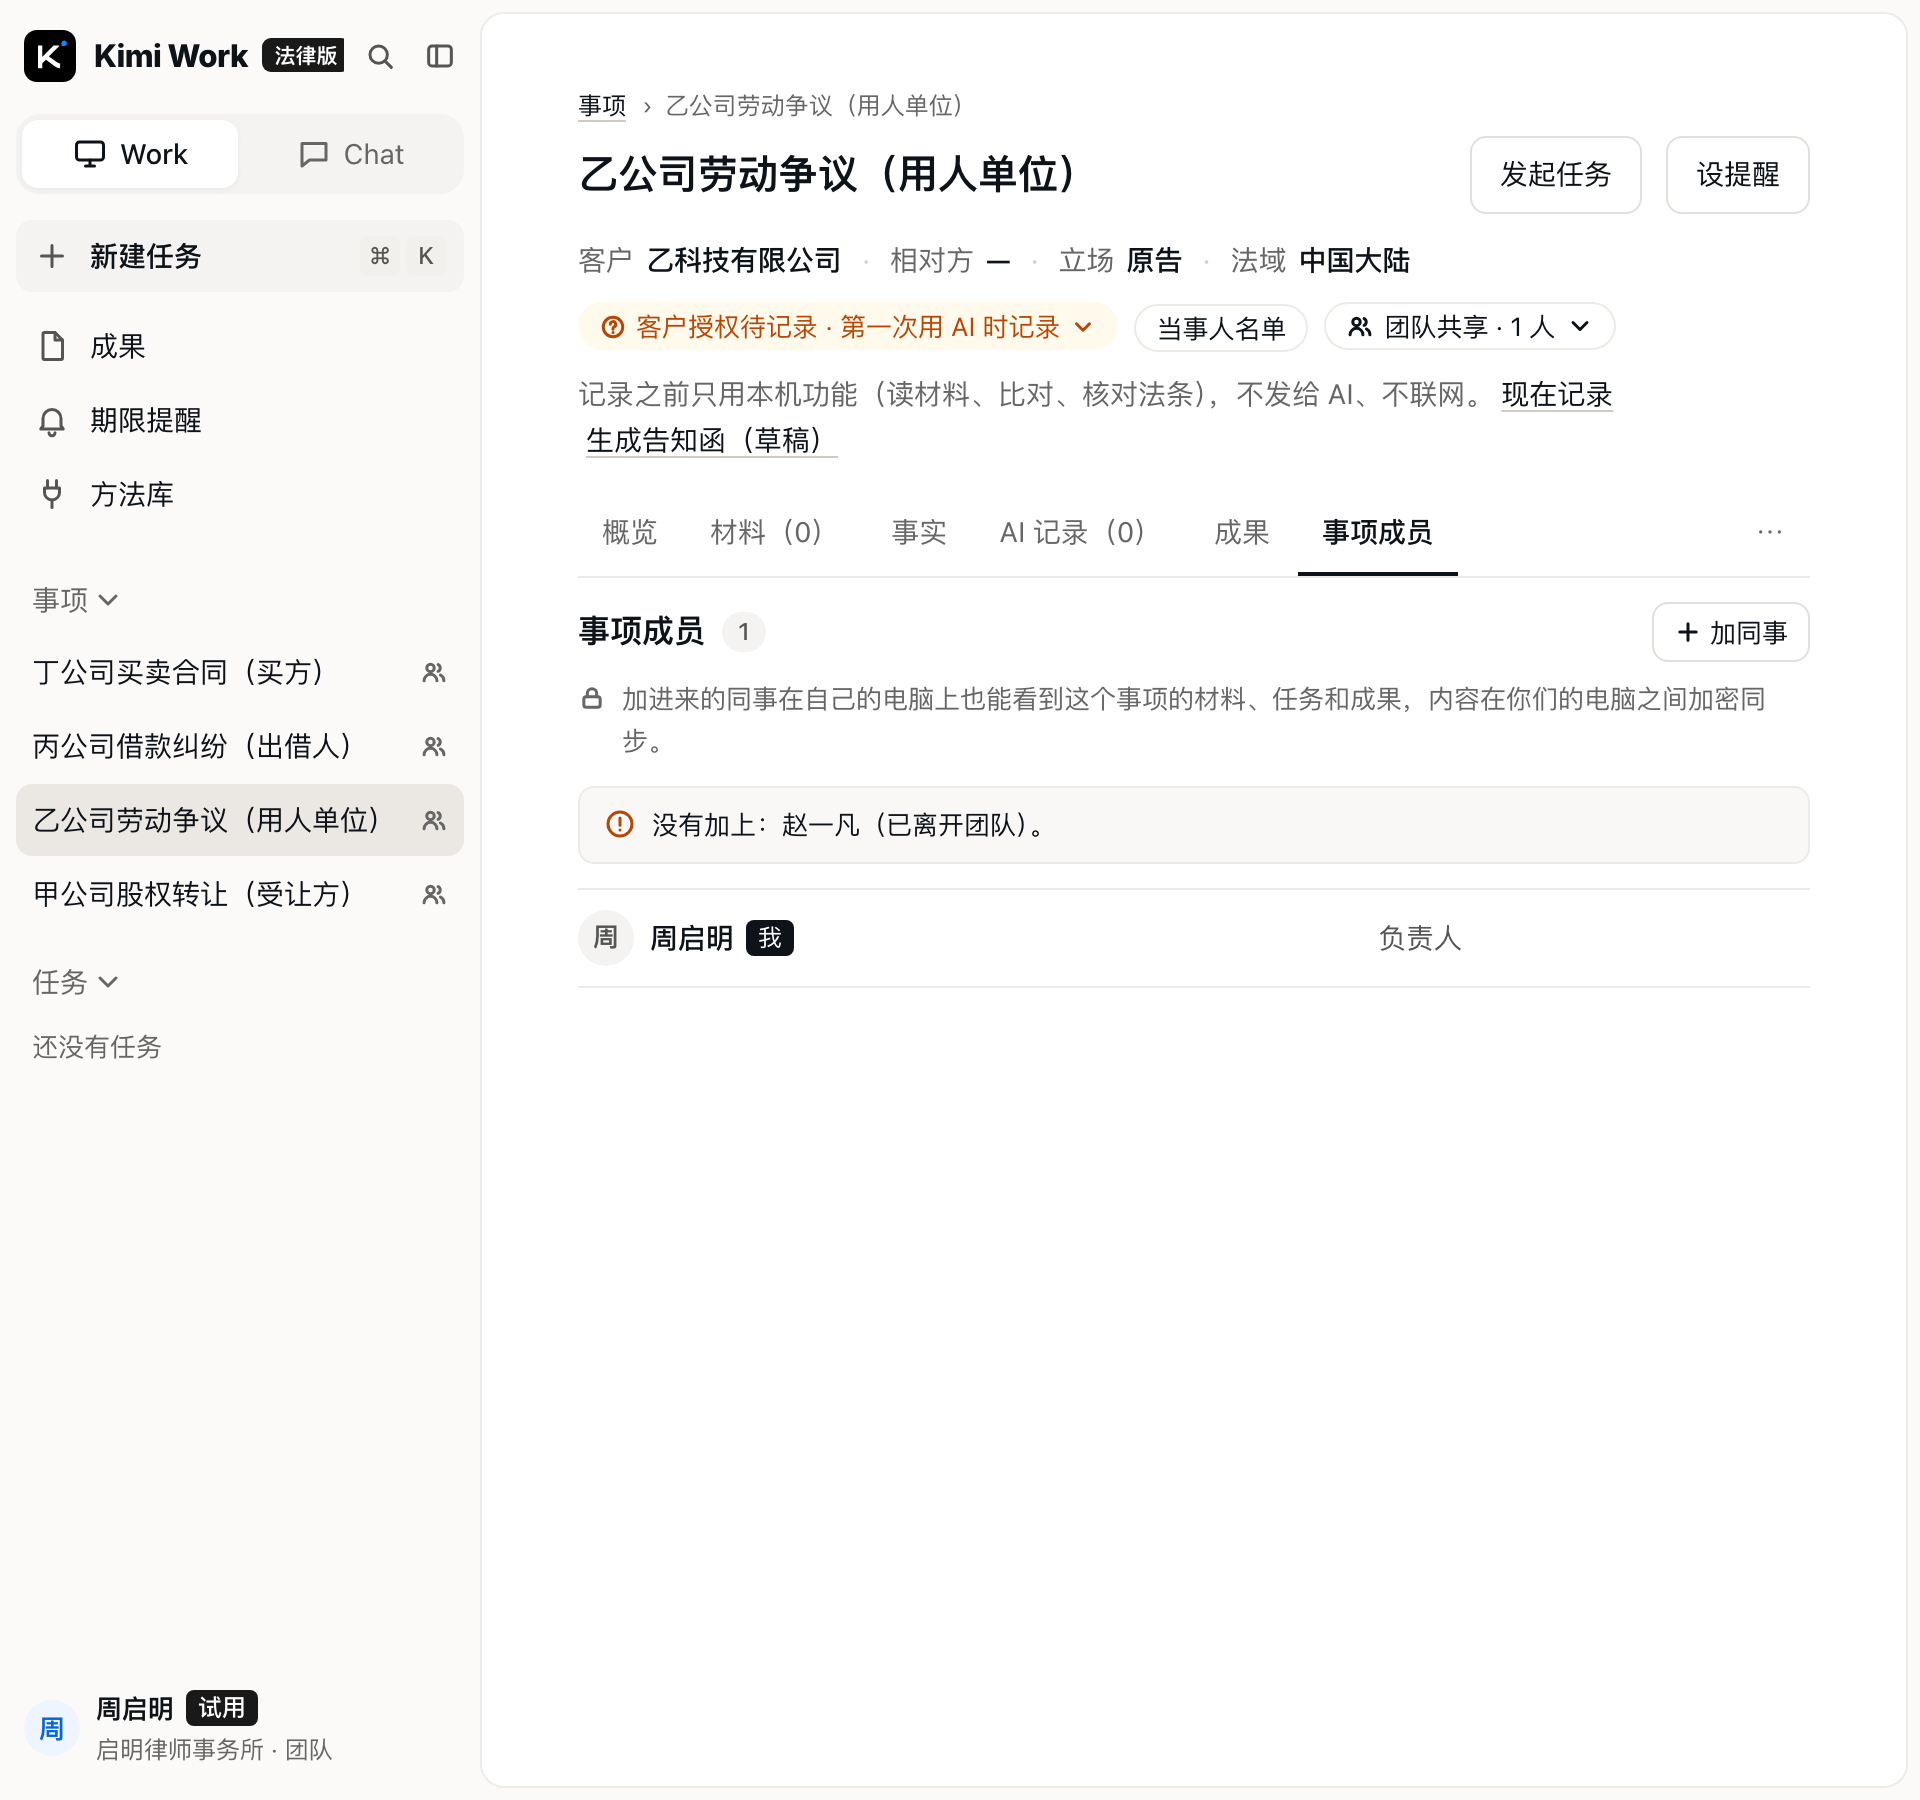 Kimi Work 法律版
Work
Chat
新建任务 ⌘ K
成果
期限提醒
方法库
事项
丁公司买卖合同（买方）
丙公司借款纠纷（出借人）
乙公司劳动争议（用人单位）
甲公司股权转让（受让方）
任务
还没有任务
周 周启明 试用
启明律师事务所 · 团队
事项 › 乙公司劳动争议（用人单位）
乙公司劳动争议（用人单位）
发起任务
设提醒
客户 乙科技有限公司 · 相对方 — · 立场 原告 · 法域 中国大陆
客户授权待记录 · 第一次用 AI 时记录
当事人名单
团队共享 · 1 人
记录之前只用本机功能（读材料、比对、核对法条），不发给 AI、不联网。 现在记录
生成告知函（草稿）
概览 材料（0） 事实 AI 记录（0） 成果 事项成员 ···
事项成员 1
加同事
加进来的同事在自己的电脑上也能看到这个事项的材料、任务和成果，内容在你们的电脑之间加密同
步。
没有加上：赵一凡（已离开团队）。
周 周启明 我 负责人